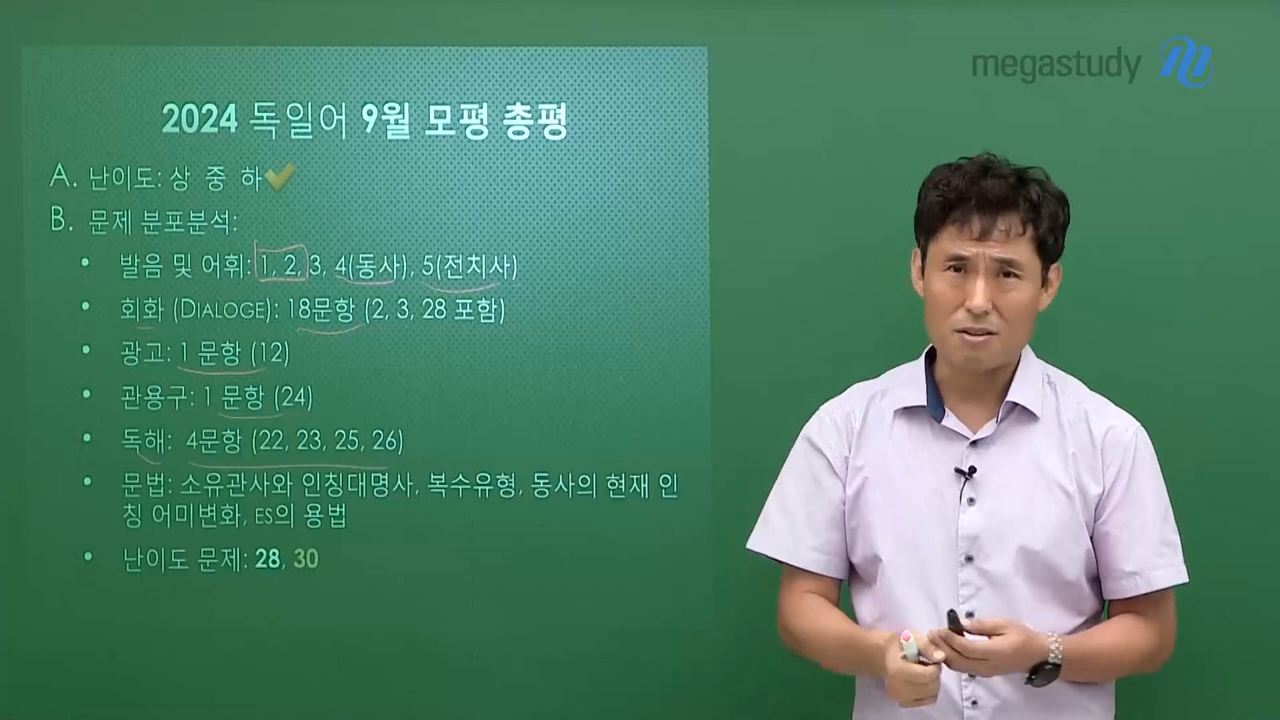 megastudy
2024 독일어 9월 모평 총평
A. 난이도: 상 중 하
B. 문제 분포분석:
• 발음 및 어휘: 1, 2, 3, 4(동사), 5(전치사)
• 회화 (DIALOGE): 18문항 (2, 3, 28 포함)
• 광고: 1 문항 (12)
• 관용구: 1 문항 (24)
• 독해: 4문항 (22, 23, 25, 26)
• 문법: 소유관사와 인칭대명사, 복수유형, 동사의 현재 인
칭 어미변화, ES의 용법
• 난이도 문제: 28, 30